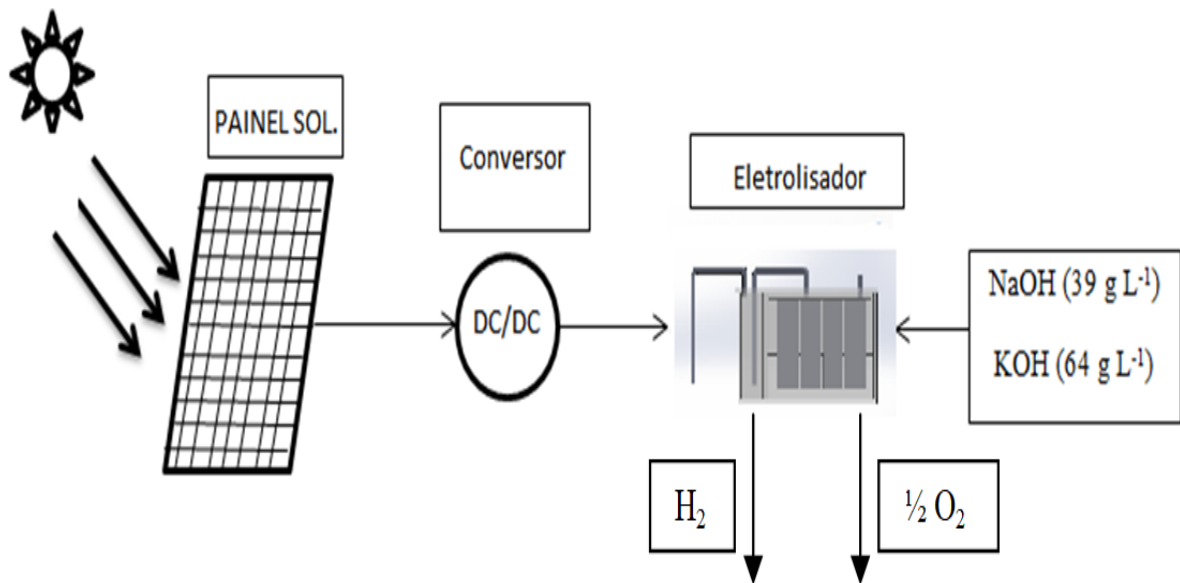 PAINEL SOL.
Conversor
Eletrolisador
DC/DC
NaOH (39 g L⁻¹)
KOH (64 g L⁻¹)
H₂
½ O₂